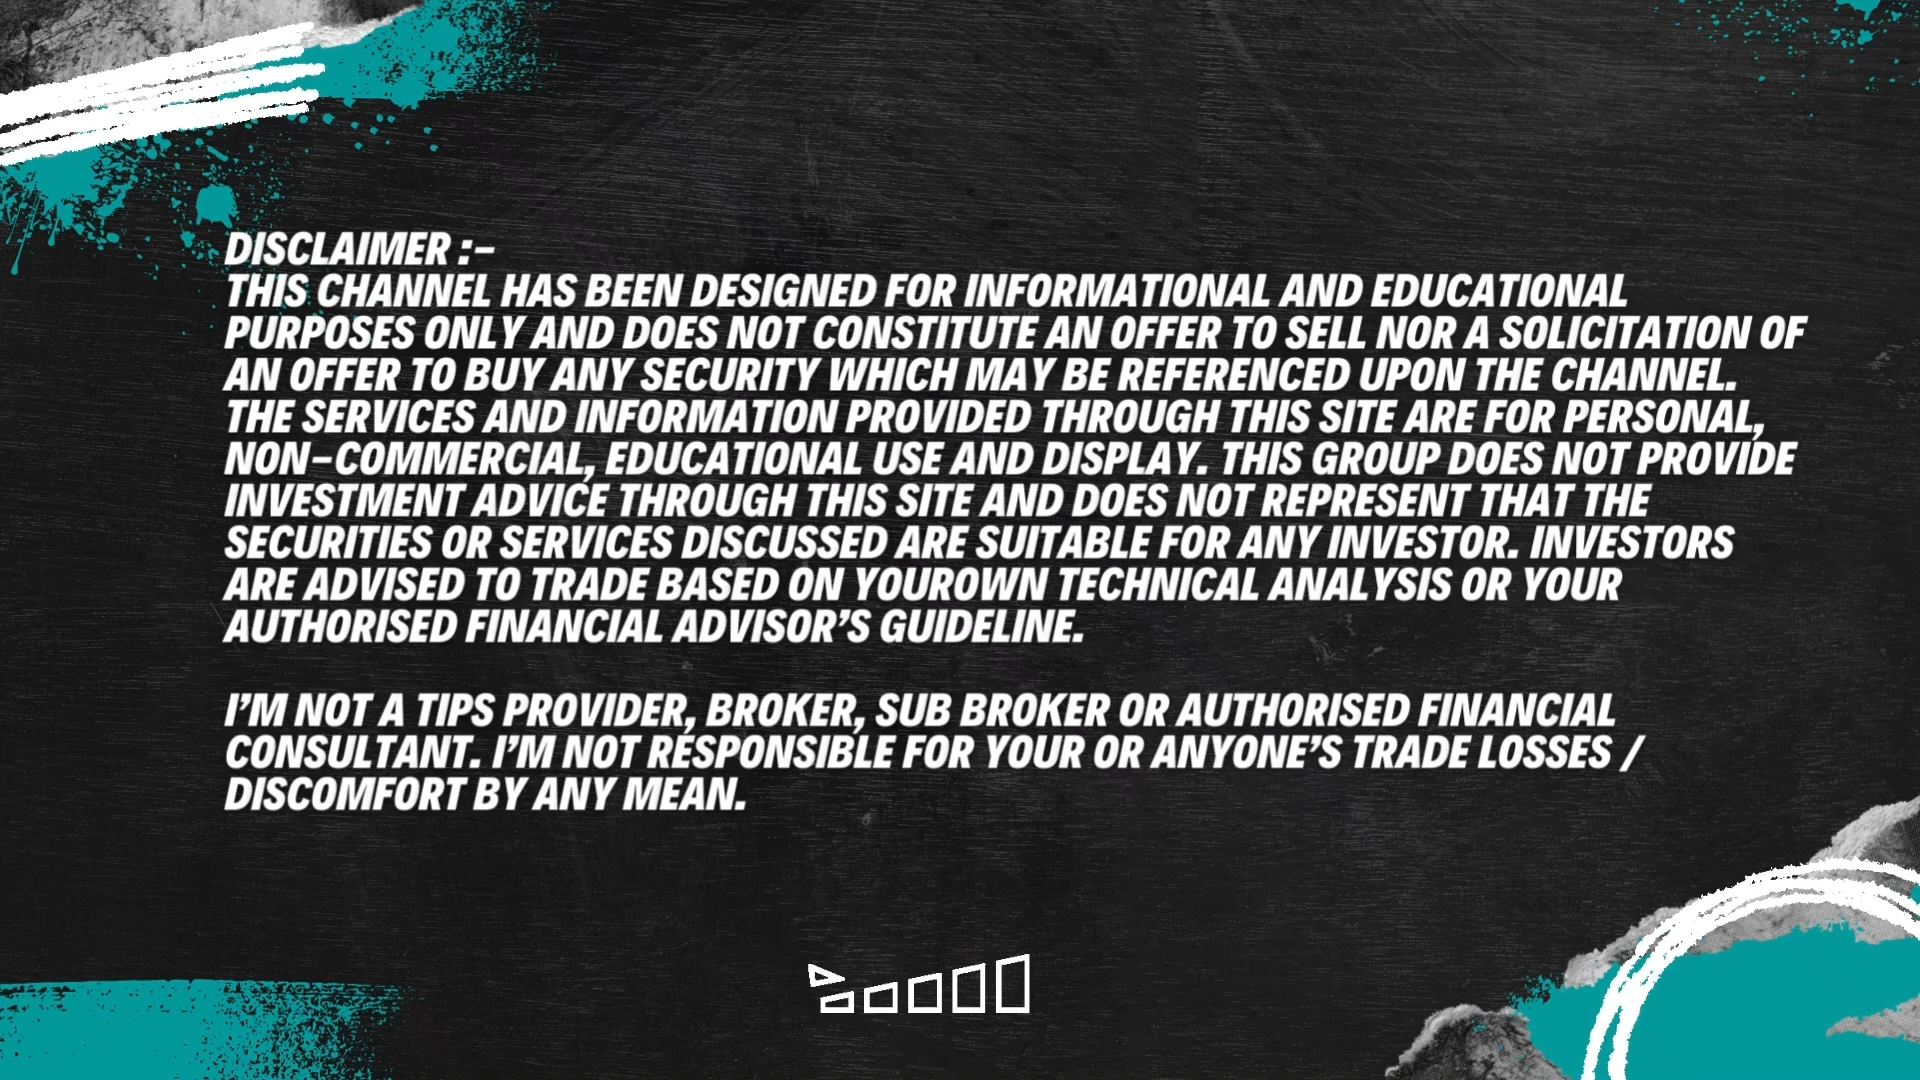 DISCLAIMER :-
THIS CHANNEL HAS BEEN DESIGNED FOR INFORMATIONAL AND EDUCATIONAL
PURPOSES ONLY AND DOES NOT CONSTITUTE AN OFFER TO SELL NOR A SOLICITATION OF
AN OFFER TO BUY ANY SECURITY WHICH MAY BE REFERENCED UPON THE CHANNEL.
THE SERVICES AND INFORMATION PROVIDED THROUGH THIS SITE ARE FOR PERSONAL,
NON-COMMERCIAL, EDUCATIONAL USE AND DISPLAY. THIS GROUP DOES NOT PROVIDE
INVESTMENT ADVICE THROUGH THIS SITE AND DOES NOT REPRESENT THAT THE
SECURITIES OR SERVICES DISCUSSED ARE SUITABLE FOR ANY INVESTOR. INVESTORS
ARE ADVISED TO TRADE BASED ON YOUROWN TECHNICAL ANALYSIS OR YOUR
AUTHORISED FINANCIAL ADVISOR'S GUIDELINE.
I'M NOT A TIPS PROVIDER, BROKER, SUB BROKER OR AUTHORISED FINANCIAL
CONSULTANT. I'M NOT RESPONSIBLE FOR YOUR OR ANYONE'S TRADE LOSSES /
DISCOMFORT BY ANY MEAN.